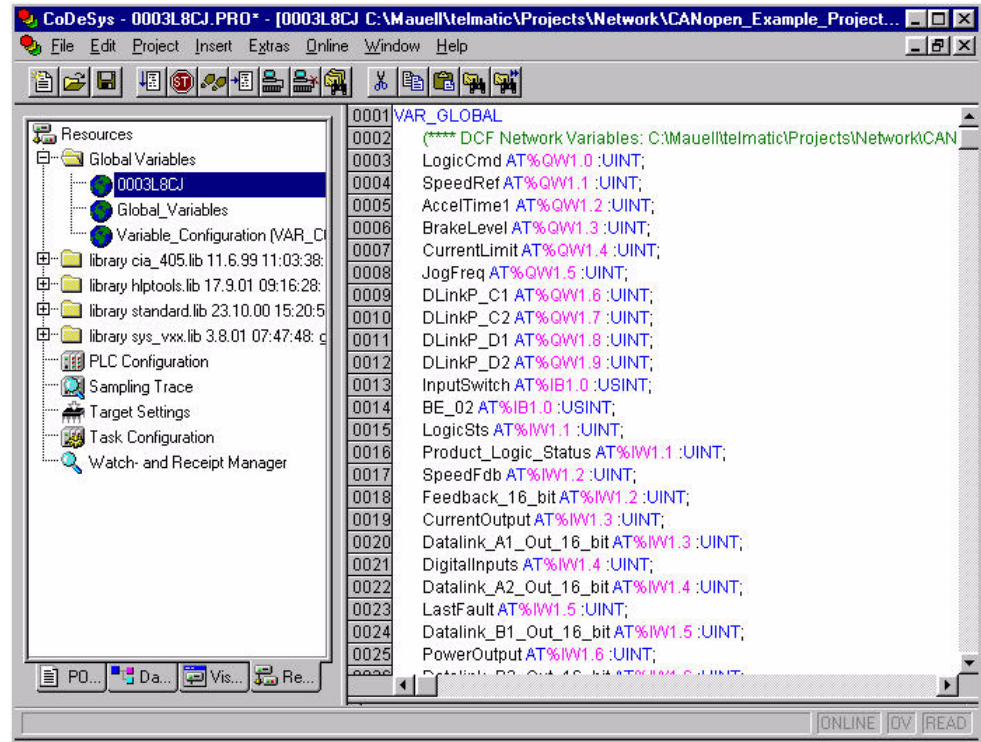 CoDeSys - 0003L8CJ.PRO* - [0003L8CJ C:\Mauell\telmatic\Projects\Network\CANopen_Example_Project...
File Edit Project Insert Extras Online Window Help
Resources
Global Variables
0003L8CJ
Global_Variables
Variable_Configuration (VAR_C
library cia_405.lib 11.6.99 11:03:38:
library hlptools.lib 17.9.01 09:16:28:
library standard.lib 23.10.00 15:20:5
library sys_vxx.lib 3.8.01 07:47:48: g
PLC Configuration
Sampling Trace
Target Settings
Task Configuration
Watch- and Receipt Manager
PO... Da... Vis... Re...
0001 VAR_GLOBAL
0002 (**** DCF Network Variables: C:\Mauell\telmatic\Projects\Network\CAN
0003 LogicCmd AT%QW1.0 :UINT;
0004 SpeedRef AT%QW1.1 :UINT;
0005 AccelTime1 AT%QW1.2 :UINT;
0006 BrakeLevel AT%QW1.3 :UINT;
0007 CurrentLimit AT%QW1.4 :UINT;
0008 JogFreq AT%QW1.5 :UINT;
0009 DLinkP_C1 AT%QW1.6 :UINT;
0010 DLinkP_C2 AT%QW1.7 :UINT;
0011 DLinkP_D1 AT%QW1.8 :UINT;
0012 DLinkP_D2 AT%QW1.9 :UINT;
0013 InputSwitch AT%IB1.0 :USINT;
0014 BE_02 AT%IB1.0 :USINT;
0015 LogicSts AT%IW1.1 :UINT;
0016 Product_Logic_Status AT%IW1.1 :UINT;
0017 SpeedFdb AT%IW1.2 :UINT;
0018 Feedback_16_bit AT%IW1.2 :UINT;
0019 CurrentOutput AT%IW1.3 :UINT;
0020 Datalink_A1_Out_16_bit AT%IW1.3 :UINT;
0021 DigitalInputs AT%IW1.4 :UINT;
0022 Datalink_A2_Out_16_bit AT%IW1.4 :UINT;
0023 LastFault AT%IW1.5 :UINT;
0024 Datalink_B1_Out_16_bit AT%IW1.5 :UINT;
0025 PowerOutput AT%IW1.6 :UINT;
ONLINE OV READ